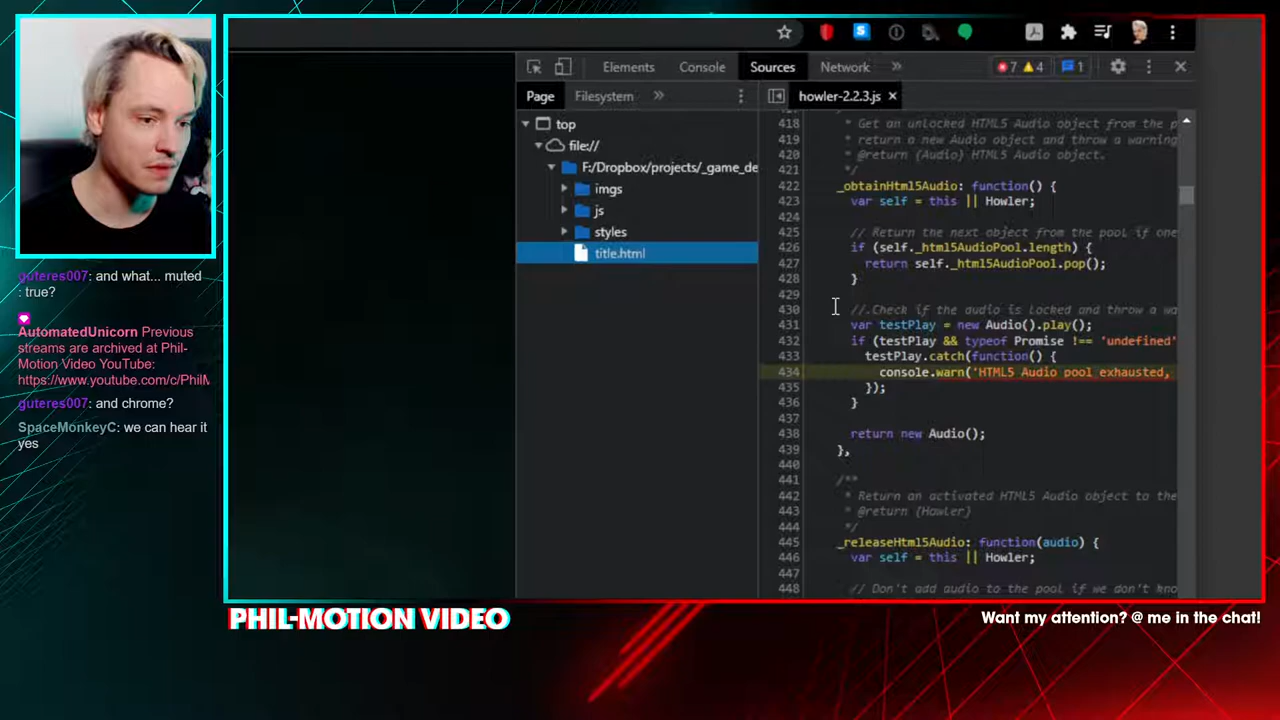 Elements
Console
Sources
Network
»
7
4
1
Page
Filesystem
»
howler-2.2.3.js
top
file://
F:/Dropbox/projects/_game_de
imgs
js
styles
title.html
418 * Get an unlocked HTML5 Audio object from the p
419 * return a new Audio object and throw a warning
420 * @return {Audio} HTML5 Audio object.
421 */
422 _obtainHtml5Audio: function() {
423 var self = this || Howler;
424
425 // Return the next object from the pool if one
426 if (self._html5AudioPool.length) {
427 return self._html5AudioPool.pop();
428 }
429
430 //.Check if the audio is locked and throw a wa
431 var testPlay = new Audio().play();
432 if (testPlay && typeof Promise !== 'undefined'
433 testPlay.catch(function() {
434 console.warn('HTML5 Audio pool exhausted,
435 });
436 }
437
438 return new Audio();
439 },
440
441 /**
442 * Return an activated HTML5 Audio object to the
443 * @return {Howler}
444 */
445 _releaseHtml5Audio: function(audio) {
446 var self = this || Howler;
447
448 // Don't add audio to the pool if we don't kno
guteres007: and what... muted
: true?
AutomatedUnicorn Previous
streams are archived at Phil-
Motion Video YouTube:
https://www.youtube.com/c/PhilM
guteres007: and chrome?
SpaceMonkeyC: we can hear it
yes
PHIL-MOTION VIDEO
Want my attention? @ me in the chat!